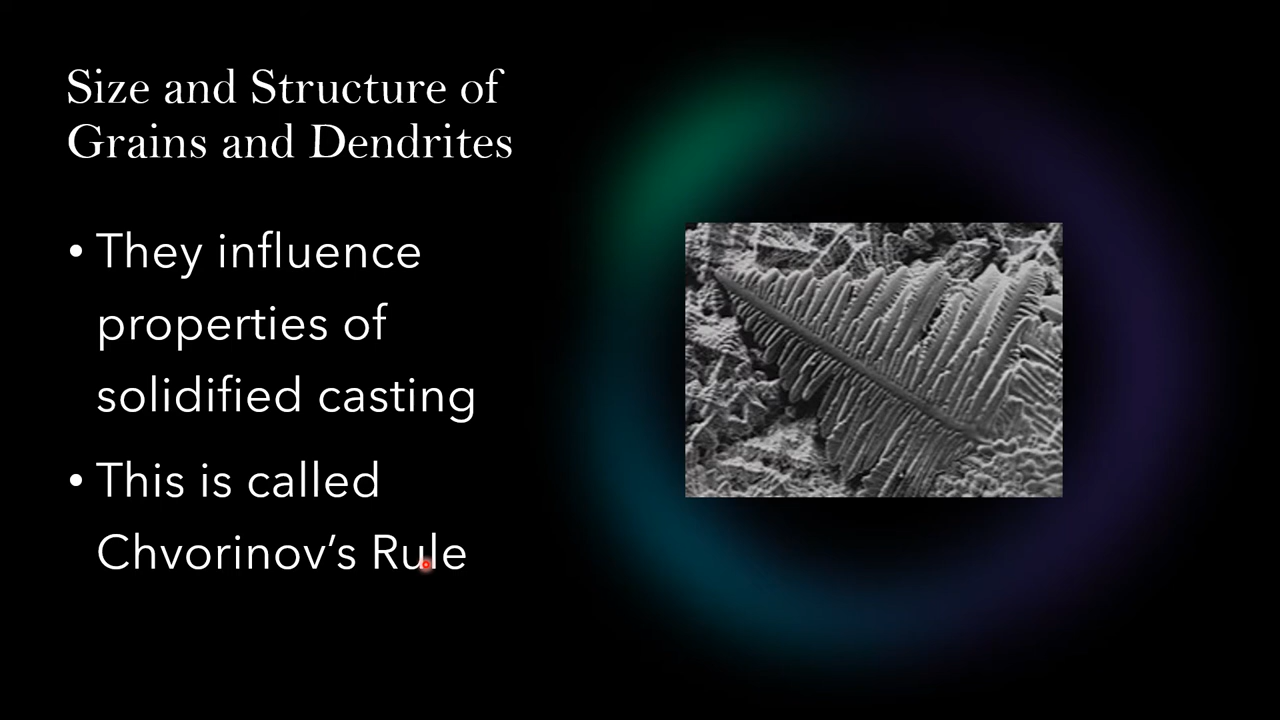 Size and Structure of
Grains and Dendrites
• They influence
properties of
solidified casting
• This is called
Chvorinov’s Rule